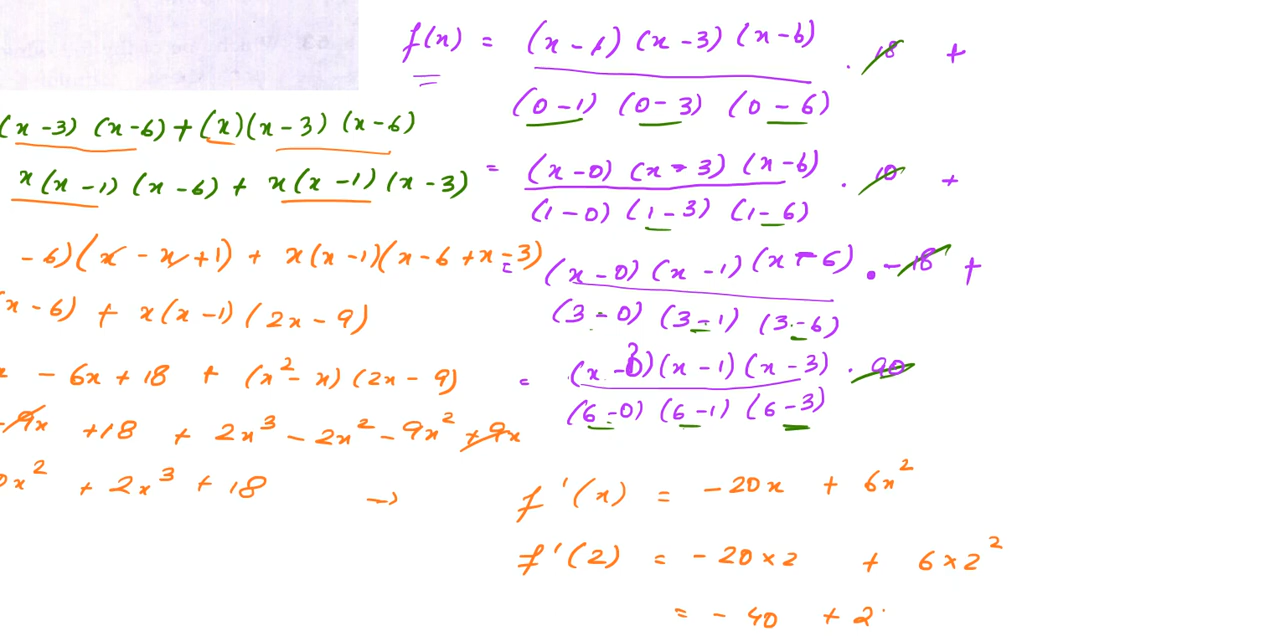 f(x) = (x - 1) (x - 3) (x - 6) / (0 - 1) (0 - 3) (0 - 6) . 18 +
= (x - 0) (x - 3) (x - 6) / (1 - 0) (1 - 3) (1 - 6) . 10 +
= (x - 0) (x - 1) (x - 6) / (3 - 0) (3 - 1) (3 - 6) . - 18 +
= (x - 0) (x - 1) (x - 3) / (6 - 0) (6 - 1) (6 - 3) . 90
(x - 3) (x - 6) + (x) (x - 3) (x - 6)
x(x - 1) (x - 6) + x(x - 1) (x - 3)
- 6) (x - x + 1) + x(x - 1)(x - 6 + x - 3)
x - 6) + x(x - 1) (2x - 9)
- 6x + 18 + (x² - x) (2x - 9)
- 9x + 18 + 2x³ - 2x² - 9x² + 9x
0x² + 2x³ + 18 →
f'(x) = - 20x + 6x²
f'(2) = - 20 × 2 + 6 × 2²
= - 40 + 2